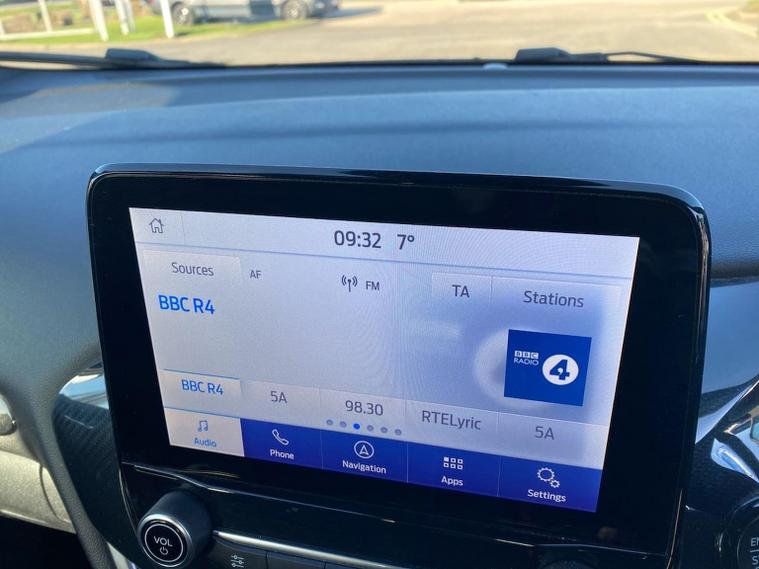 09:32 7°
Sources AF FM TA Stations
BBC R4
BBC RADIO 4
BBC R4 5A 98.30 RTELyric 5A
Audio Phone Navigation Apps Settings
VOL